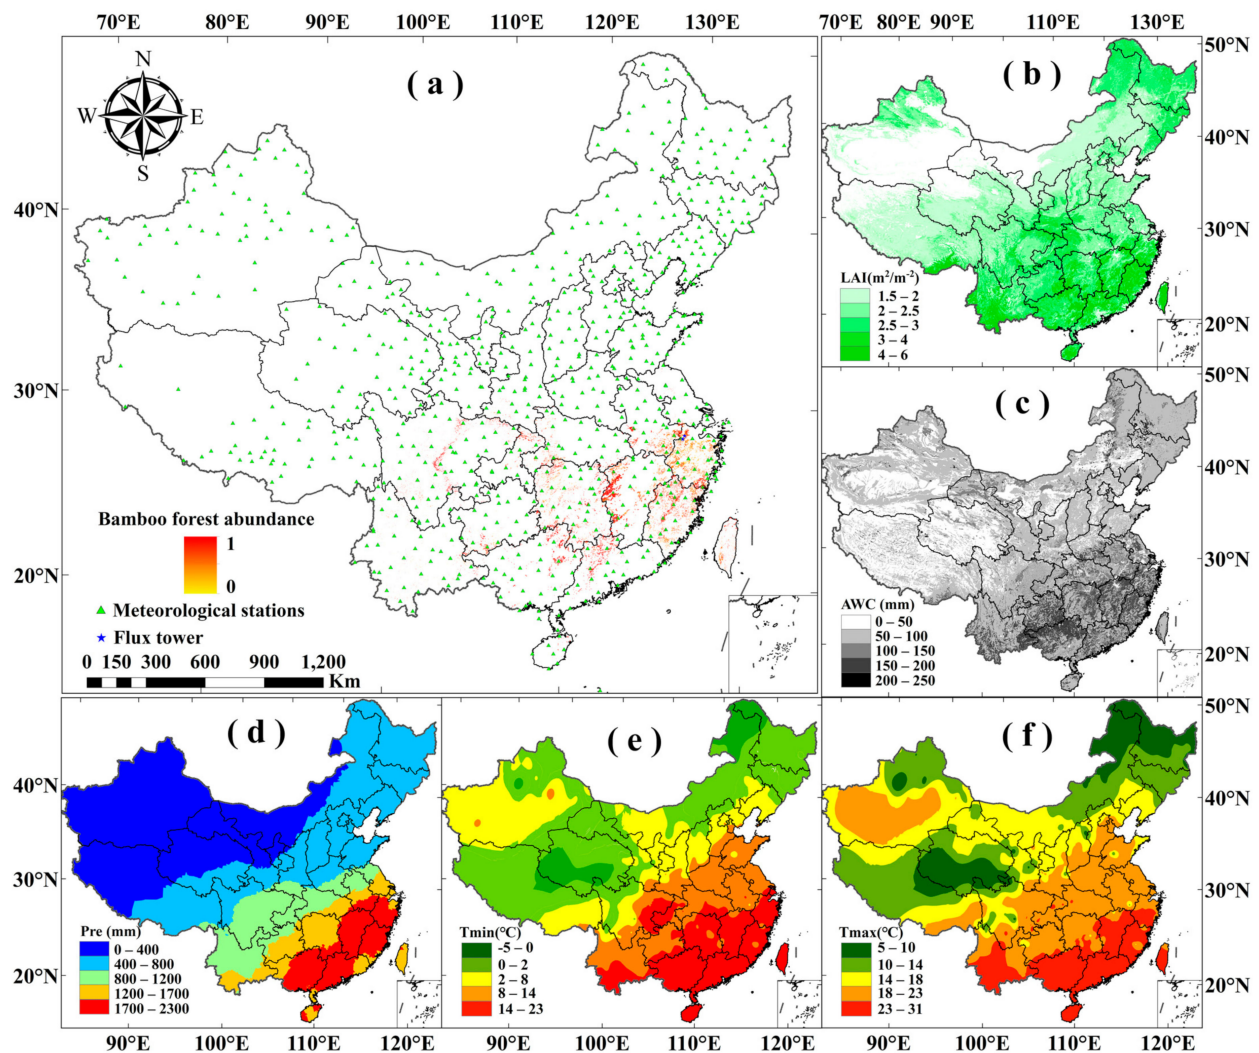 70°E 80°E 90°E 100°E 110°E 120°E 130°E
80°E 90°E 90°E 110°E 120°E 130°E
( a )
N
W E
S
40°N
30°N
20°N
Bamboo forest abundance
1
0
Meteorological stations
Flux tower
0 150 300 600 900 1,200
Km
( b )
50°N
40°N
30°N
20°N
LAI(m²/m⁻²)
1.5 – 2
2 – 2.5
2.5 – 3
3 – 4
4 – 6
( c )
50°N
40°N
30°N
20°N
AWC (mm)
0 – 50
50 – 100
100 – 150
150 – 200
200 – 250
( d )
40°N
30°N
20°N
Pre (mm)
0 – 400
400 – 800
800 – 1200
1200 – 1700
1700 – 2300
( e )
Tmin(°C)
-5 – 0
0 – 2
2 – 8
8 – 14
14 – 23
( f )
50°N
40°N
30°N
20°N
Tmax(°C)
5 – 10
10 – 14
14 – 18
18 – 23
23 – 31
90°E 100°E 110°E 120°E
90°E 100°E 110°E 120°E
90°E 100°E 110°E 120°E